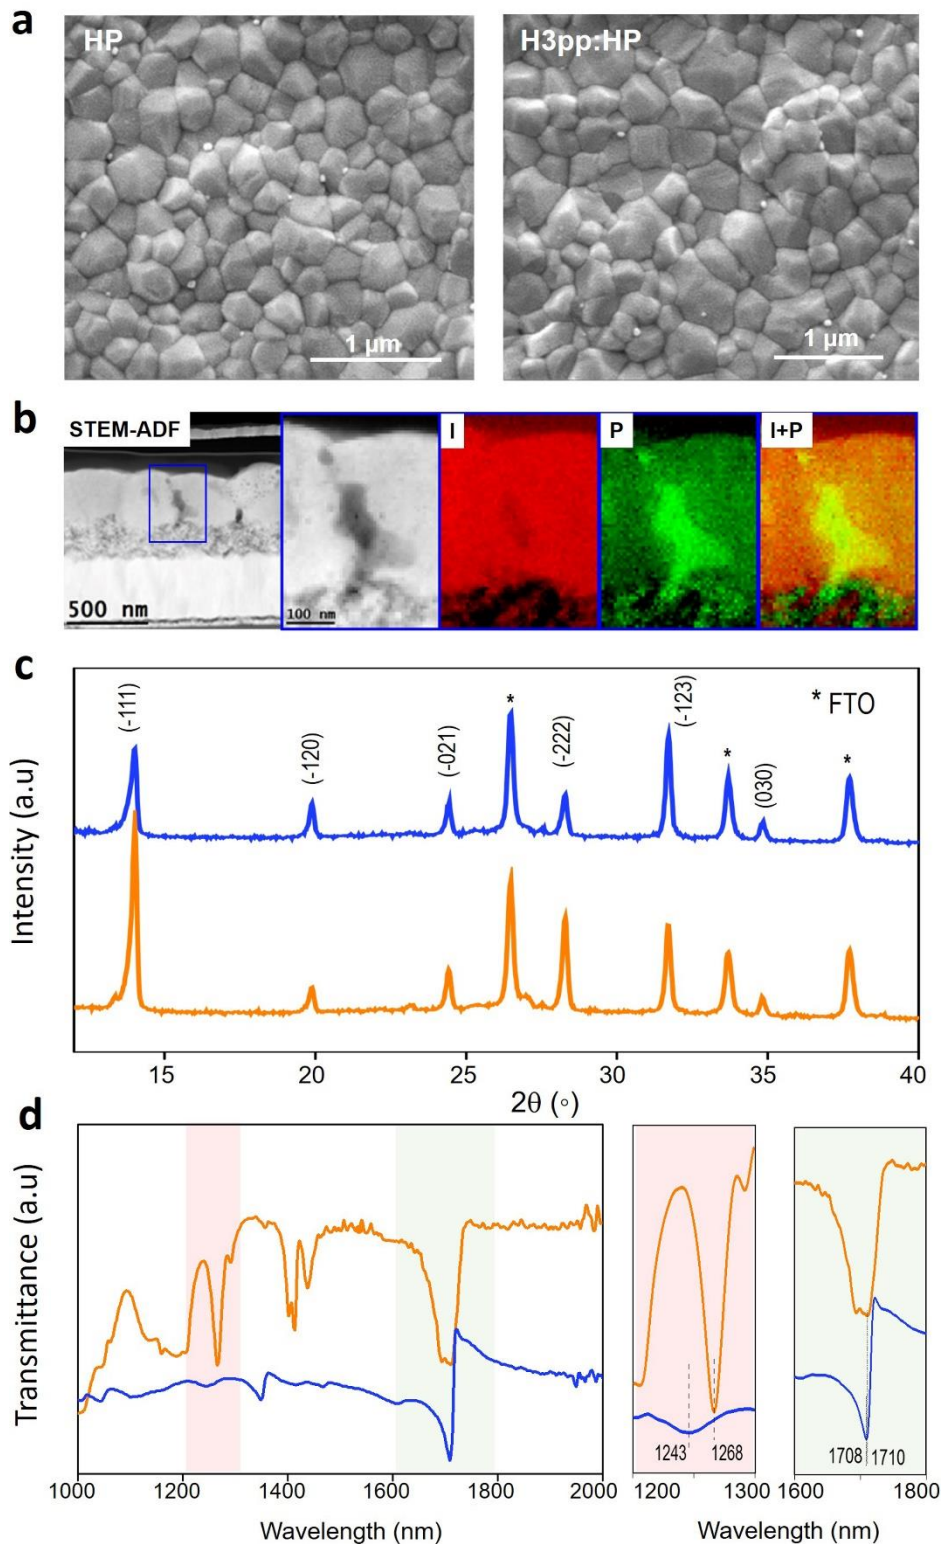 a
HP
H3pp:HP
1 µm
1 µm
b
STEM-ADF
I
P
I+P
500 nm
100 nm
c
(-111)
(-120)
(-021)
*
(-222)
(-123)
*
(030)
* FTO
*
Intensity (a.u)
15 20 25 30 35 40
2θ (◦)
d
Transmittance (a.u)
1243 1268
1708 1710
1000 1200 1400 1600 1800 2000
1200 1300
1600 1800
Wavelength (nm)
Wavelength (nm)